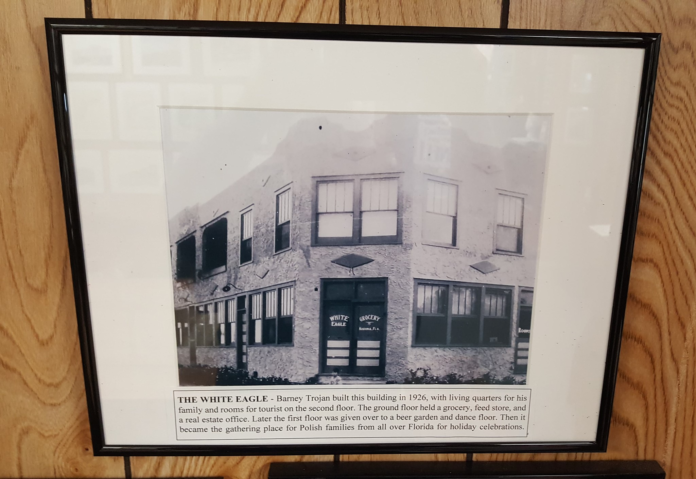 WHITE
EAGLE
GROCERY
THE WHITE EAGLE - Barney Trojan built this building in 1926, with living quarters for his
family and rooms for tourist on the second floor. The ground floor held a grocery, feed store, and
a real estate office. Later the first floor was given over to a beer garden and dance floor. Then it
became the gathering place for Polish families from all over Florida for holiday celebrations.